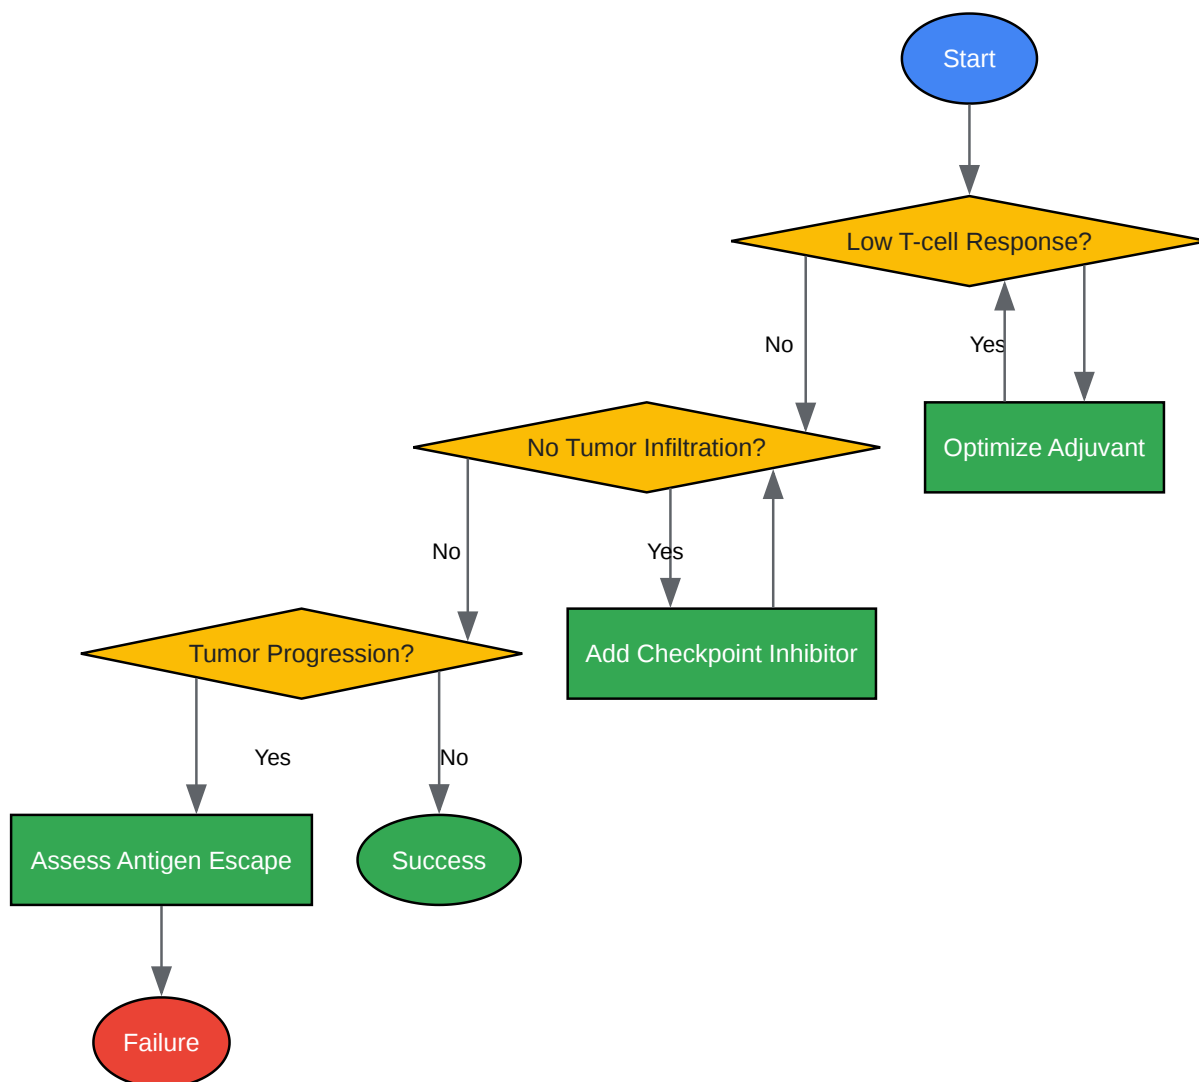 Start
Low T-cell Response?
No
Yes
No Tumor Infiltration?
Optimize Adjuvant
No
Yes
Tumor Progression?
Add Checkpoint Inhibitor
Yes
No
Assess Antigen Escape
Success
Failure